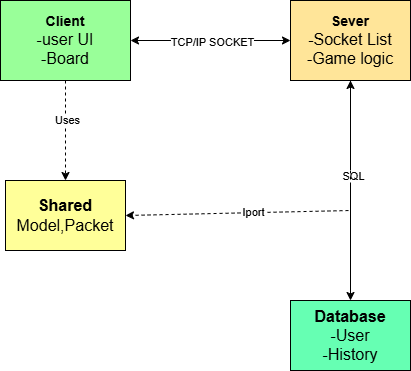 Client
-user UI
-Board
TCP/IP SOCKET
Sever
-Socket List
-Game logic
Uses
SQL
Shared
Model,Packet
Iport
Database
-User
-History